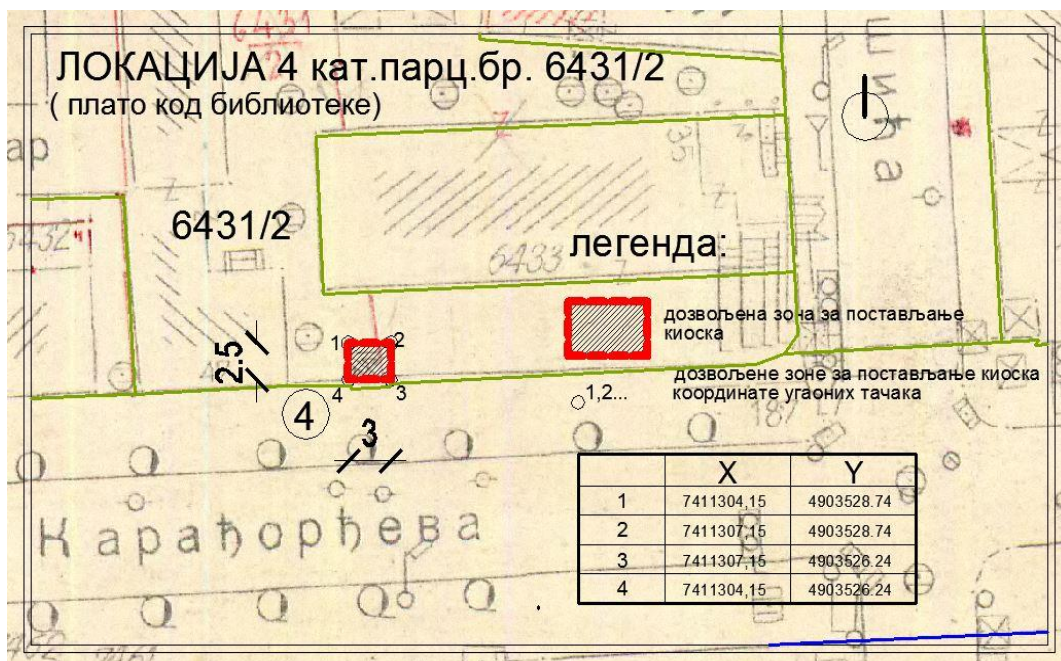 ЛОКАЦИЈА 4 кат.парц.бр. 6431/2
( плато код библиотеке)
6431/2
35
6433
легенда:
дозвољена зона за постављање
киоска
дозвољене зоне за постављање киоска
1,2... координате угаоних тачака
1 2
2.5
4 3
4
3
Карађорђева
X Y
1 7411304,15 4903528.74
2 7411307,15 4903528.74
3 7411307,15 4903526.24
4 7411304,15 4903526.24